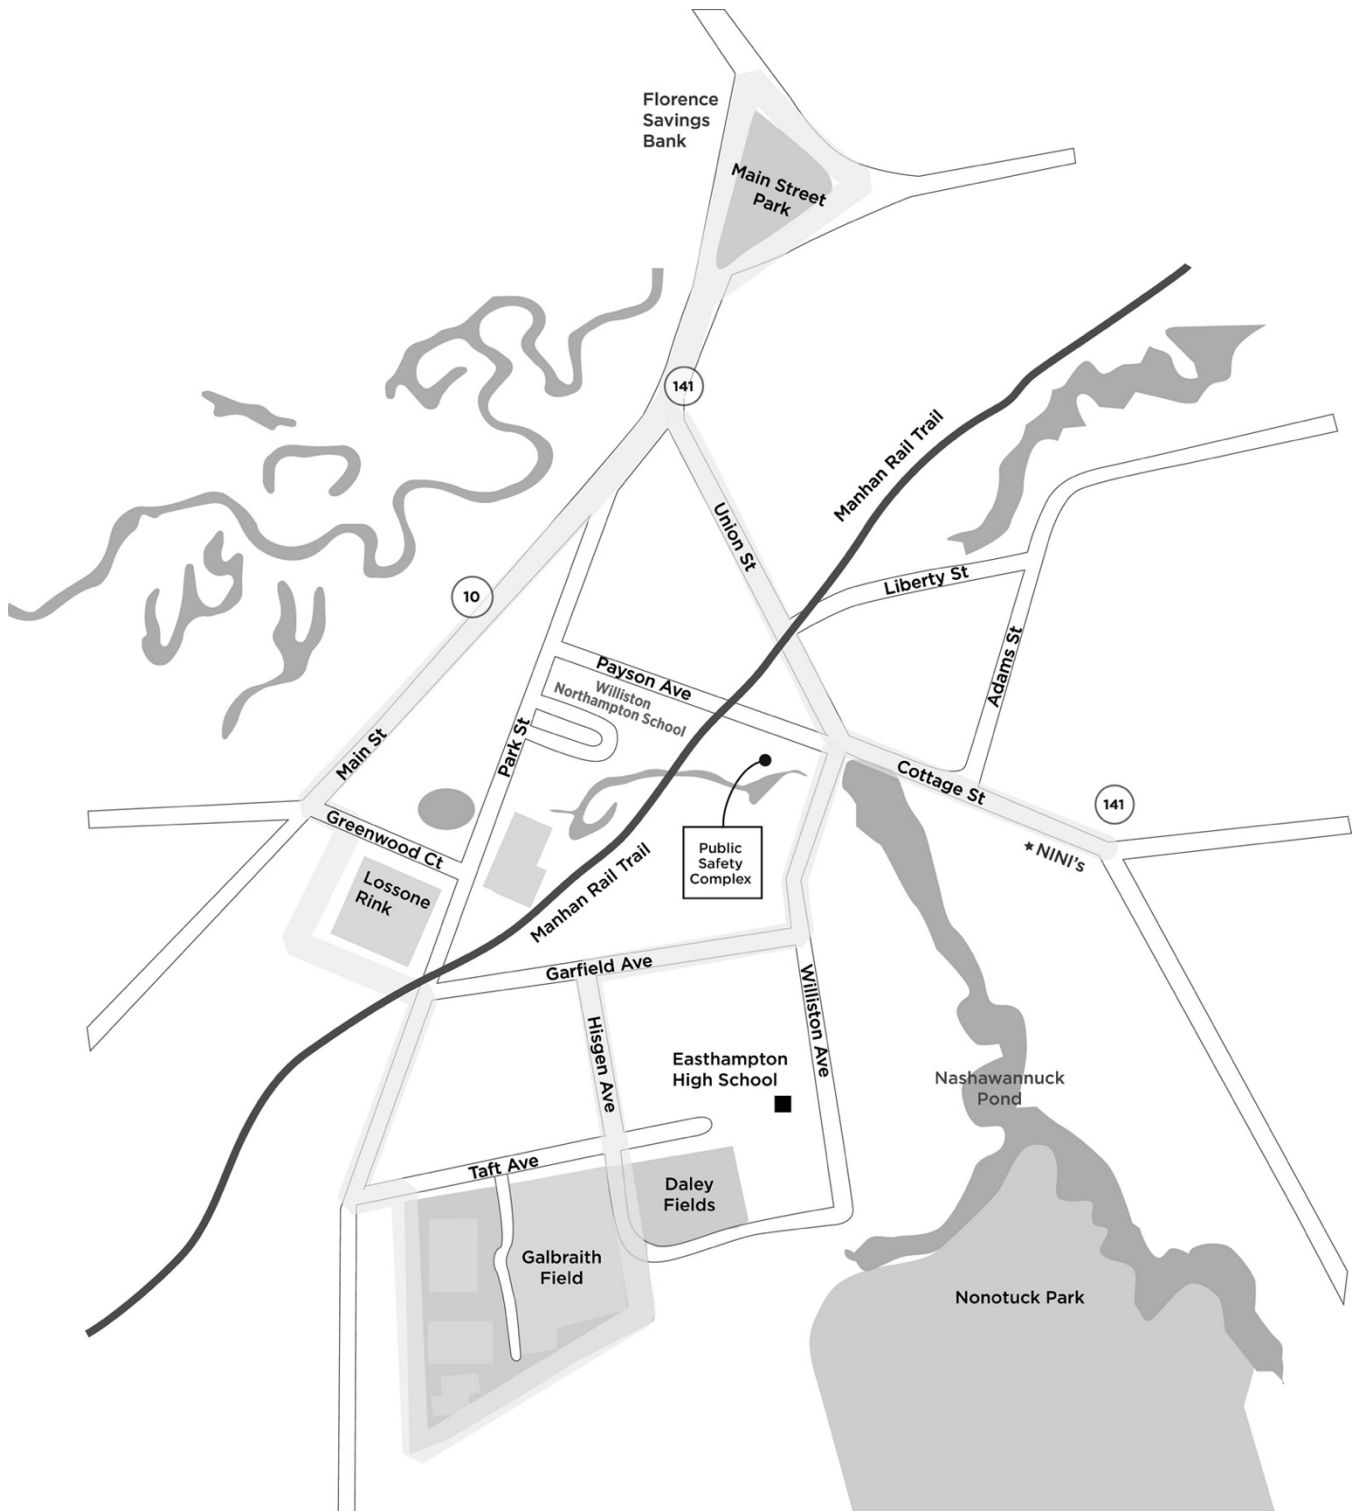 Florence
Savings
Bank
Main Street
Park
141
Manhan Rail Trail
Union St
Liberty St
10
Adams St
Payson Ave
Williston
Northampton School
Park St
Main St
Cottage St
141
Greenwood Ct
Public
Safety
Complex
NINI's
Lossone
Rink
Manhan Rail Trail
Garfield Ave
Williston Ave
Hisgen Ave
Easthampton
High School
Nashawannuck
Pond
Taft Ave
Daley
Fields
Galbraith
Field
Nonotuck Park